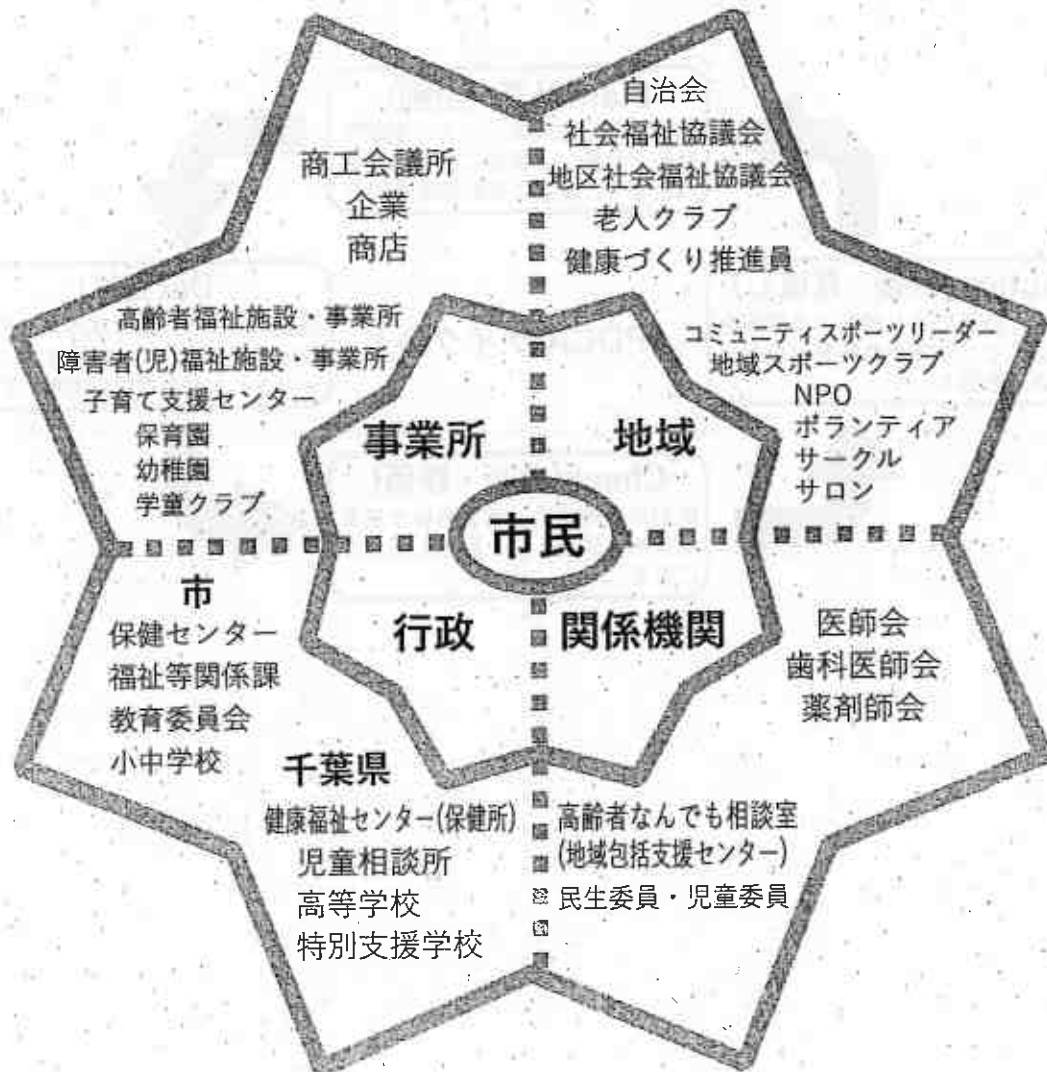 商工会議所
企業
商店
高齢者福祉施設・事業所
障害者(児)福祉施設・事業所
子育て支援センター
保育園
幼稚園
学童クラブ
事業所
自治会
社会福祉協議会
地区社会福祉協議会
老人クラブ
健康づくり推進員
コミュニティスポーツリーダー
地域スポーツクラブ
NPO
ボランティア
サークル
サロン
地域
市民
行政
市
保健センター
福祉等関係課
教育委員会
小中学校
千葉県
健康福祉センター(保健所)
児童相談所
高等学校
特別支援学校
関係機関
医師会
歯科医師会
薬剤師会
高齢者なんでも相談室
(地域包括支援センター)
民生委員・児童委員